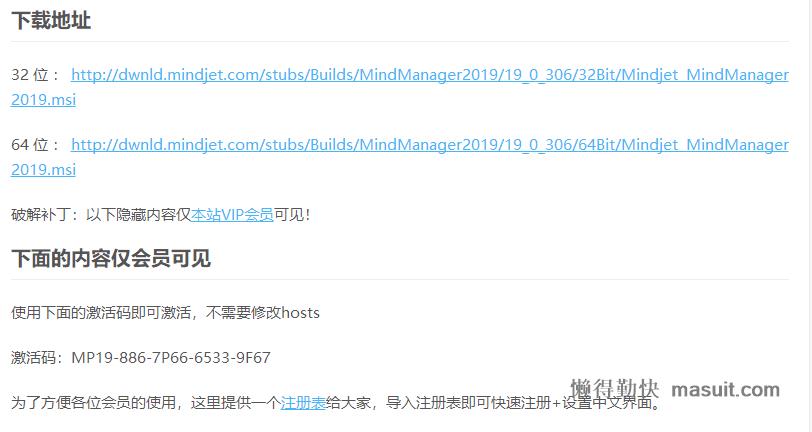 下载地址
32 位： http://dwnld.mindjet.com/stubs/Builds/MindManager2019/19_0_306/32Bit/Mindjet_MindManager
2019.msi
64 位： http://dwnld.mindjet.com/stubs/Builds/MindManager2019/19_0_306/64Bit/Mindjet_MindManager
2019.msi
破解补丁：以下隐藏内容仅本站VIP会员可见！
下面的内容仅会员可见
使用下面的激活码即可激活，不需要修改hosts
激活码：MP19-886-7P66-6533-9F67
懒得勤快 masuit.com
为了方便各位会员的使用，这里提供一个注册表给大家，导入注册表即可快速注册+设置中文界面。